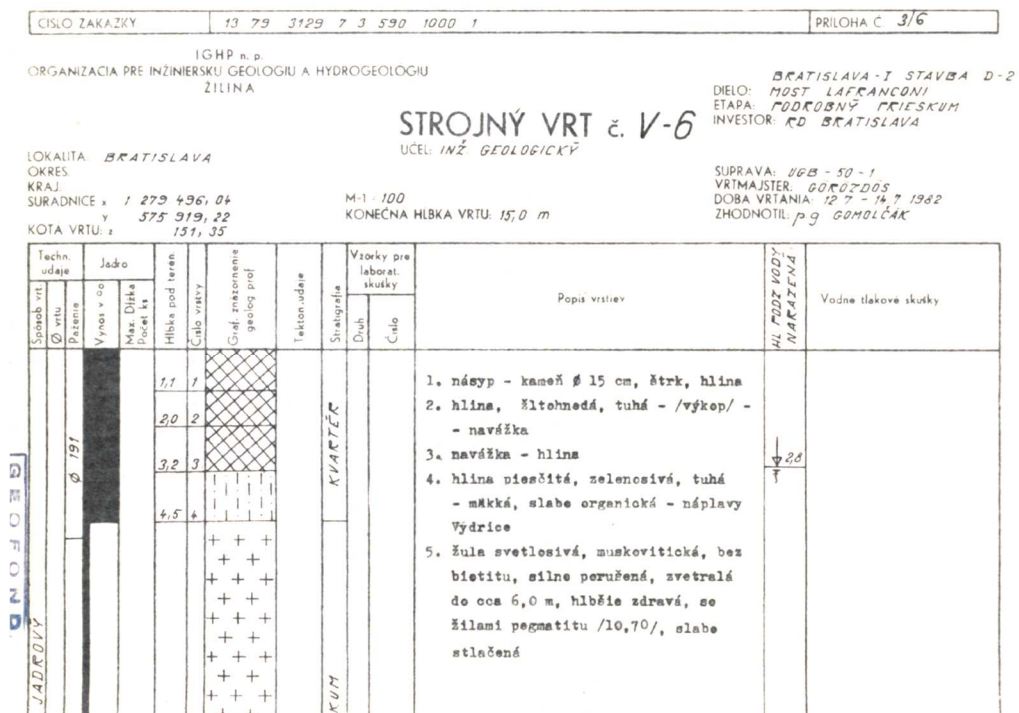 ČISLO ZAKAZKY 13 79 3129 7 3 590 1000 1 PRILOHA Č. 3/6
IGHP n. p.
ORGANIZACIA PRE INŽINIERSKU GEOLOGIU A HYDROGEOLOGIU
ŽILINA
BRATISLAVA-I STAVBA D-2
DIELO: MOST LAFRANCONI
ETAPA: PODROBNÝ PRIESKUM
INVESTOR: RD BRATISLAVA
STROJNÝ VRT č. V-6
UČEL: INŽ. GEOLOGICKÝ
LOKALITA: BRATISLAVA
OKRES:
KRAJ:
SURADNICE x 1 279 496,04
y 575 919,22
KOTA VRTU: z 151,35
M-1 : 100
KONEČNA HLBKA VRTU: 15,0 m
SUPRAVA: UGB - 50 - 1
VRTMAJSTER: GOROZDÓS
DOBA VRTANIA: 12.7 - 14.7 1982
ZHODNOTIL: p.g GOMOLČÁK
Techn. udaje
Sposob vrt.
Ø vrtu
Paženie
Jadro
Vynos v %
Max. Dĺžka
Počet ks
Hlbka pod teren.
Čislo vrstvy
Graf. znazornenie
geolog prof
Tekton. udaje
Stratigrafia
Vzorky pre
laborat.
skušky
Druh
Čislo
Popis vrstiev
HL PODZ VODY
NARAZENÁ
Vodne tlakove skušky
1,1 1
2,0 2
3,2 3
4,5 4
JADROVÝ
Ø 191
KVARTÉR
KUM
1. násyp - kameň Ø 15 cm, štrk, hlina
2. hlina, žltohnedá, tuhá - /výkop/ -
- navážka
3. navážka - hlina
4. hlina piesčitá, zelenosivá, tuhá
- mäkká, slabe organická - náplavy
Vydrice
5. žula svetlosivá, muskovitická, bez
biotitu, silne porušená, zvetralá
do cca 6,0 m, hlbšie zdravá, so
žilami pegmatitu /10,70/, slabe
stlačená
2,8
GEOFOND